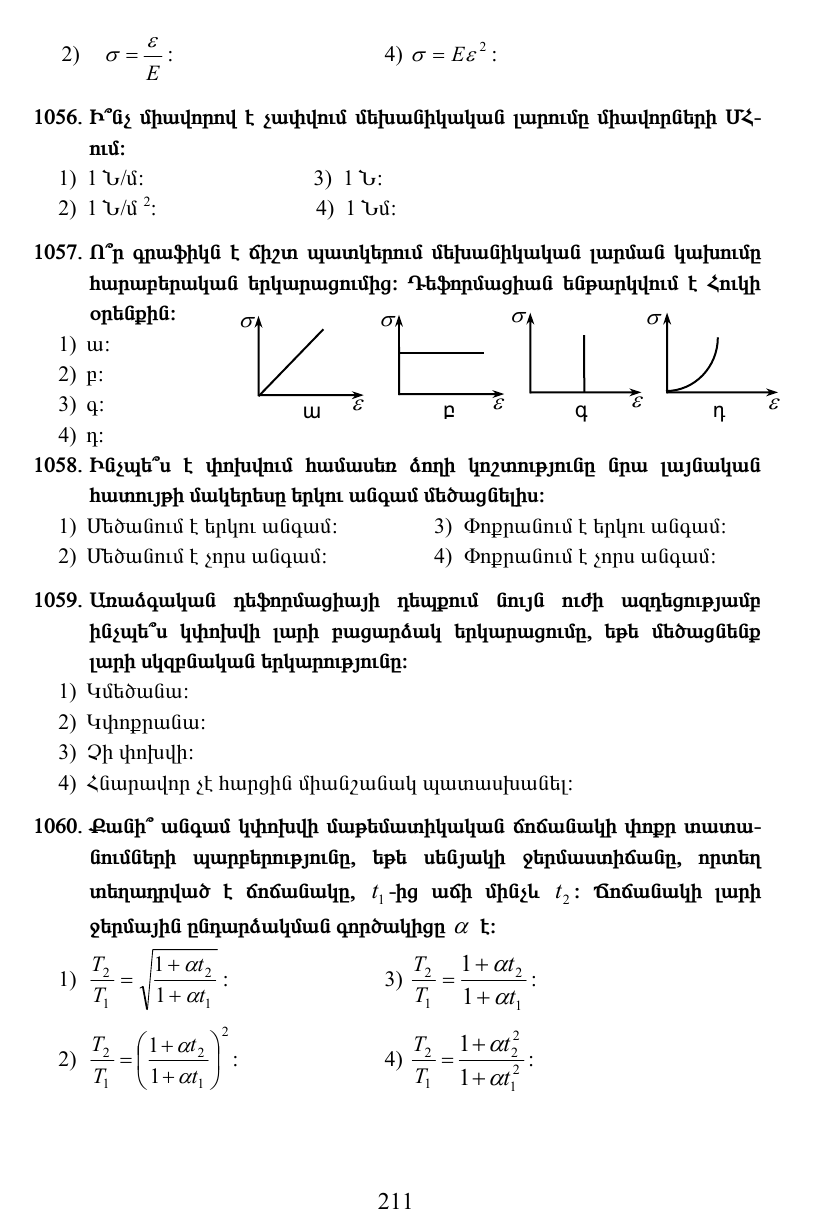 2) σ = ε/E :	4) σ = Eε² :
1056. Ի՞նչ միավորով է չափվում մեխանիկական լարումը միավորների ՄՀ-
ում:
1) 1 Ն/մ:	3) 1 Ն:
2) 1 Ն/մ ²:	4) 1 Նմ:
1057. Ո՞ր գրաֆիկն է ճիշտ պատկերում մեխանիկական լարման կախումը
հարաբերական երկարացումից: Դեֆորմացիան ենթարկվում է Հուկի
օրենքին:
1) ա:
2) բ:
3) գ:
4) դ:
σ ε ա
σ ε բ
σ ε գ
σ ε դ
1058. Ինչպե՞ս է փոխվում համասեռ ձողի կոշտությունը նրա լայնական
հատույթի մակերեսը երկու անգամ մեծացնելիս:
1) Մեծանում է երկու անգամ:	3) Փոքրանում է երկու անգամ:
2) Մեծանում է չորս անգամ:	4) Փոքրանում է չորս անգամ:
1059. Առաձգական դեֆորմացիայի դեպքում նույն ուժի ազդեցությամբ
ինչպե՞ս կփոխվի լարի բացարձակ երկարացումը, եթե մեծացնենք
լարի սկզբնական երկարությունը:
1) Կմեծանա:
2) Կփոքրանա:
3) Չի փոխվի:
4) Հնարավոր չէ հարցին միանշանակ պատասխանել:
1060. Քանի՞ անգամ կփոխվի մաթեմատիկական ճոճանակի փոքր տատա-
նումների պարբերությունը, եթե սենյակի ջերմաստիճանը, որտեղ
տեղադրված է ճոճանակը, t₁ -ից աճի մինչև t₂ : Ճոճանակի լարի
ջերմային ընդարձակման գործակիցը α է:
1) T₂/T₁ = √((1 + αt₂)/(1 + αt₁)) :	3) T₂/T₁ = (1 + αt₂)/(1 + αt₁) :
2) T₂/T₁ = ((1 + αt₂)/(1 + αt₁))² :	4) T₂/T₁ = (1 + αt₂²)/(1 + αt₁²) :
211